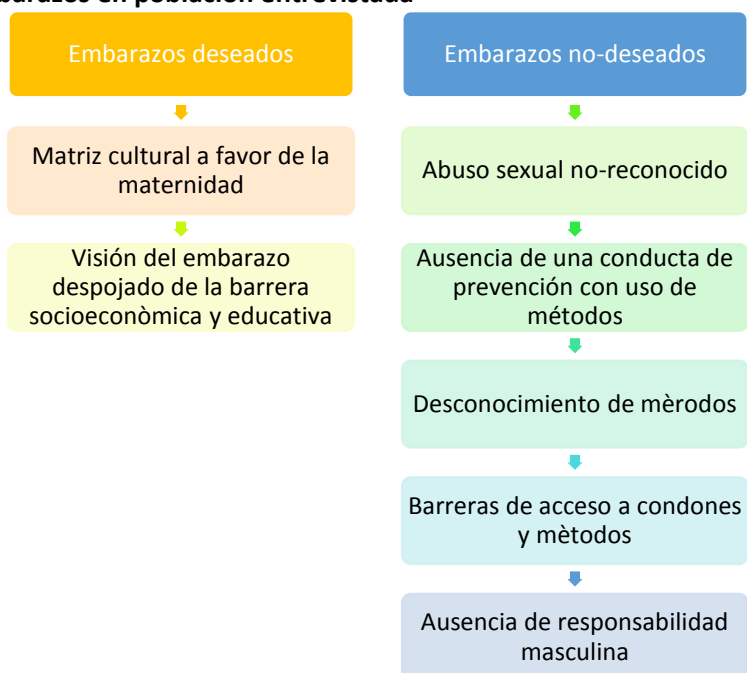 en población entrevistada
Embarazos deseados
Matriz cultural a favor de la
maternidad
Visión del embarazo
despojado de la barrera
socioeconòmica y educativa
Embarazos no-deseados
Abuso sexual no-reconocido
Ausencia de una conducta de
prevención con uso de
métodos
Desconocimiento de mèrodos
Barreras de acceso a condones
y mètodos
Ausencia de responsabilidad
masculina